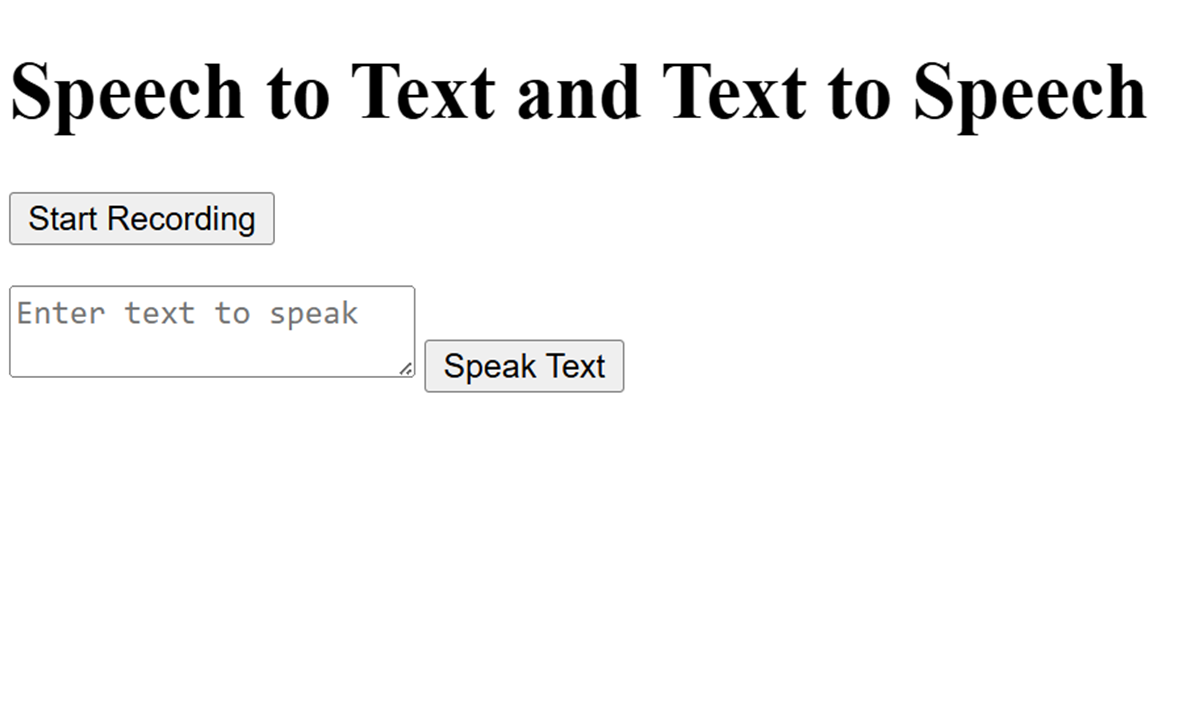 Speech to Text and Text to Speech
Start Recording
Enter text to speak
Speak Text